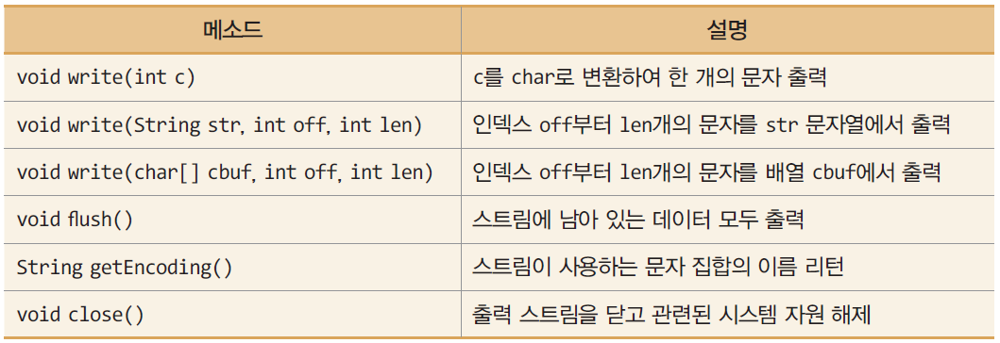 메소드 설명
void write(int c) c를 char로 변환하여 한 개의 문자 출력
void write(String str, int off, int len) 인덱스 off부터 len개의 문자를 str 문자열에서 출력
void write(char[] cbuf, int off, int len) 인덱스 off부터 len개의 문자를 배열 cbuf에서 출력
void flush() 스트림에 남아 있는 데이터 모두 출력
String getEncoding() 스트림이 사용하는 문자 집합의 이름 리턴
void close() 출력 스트림을 닫고 관련된 시스템 자원 해제